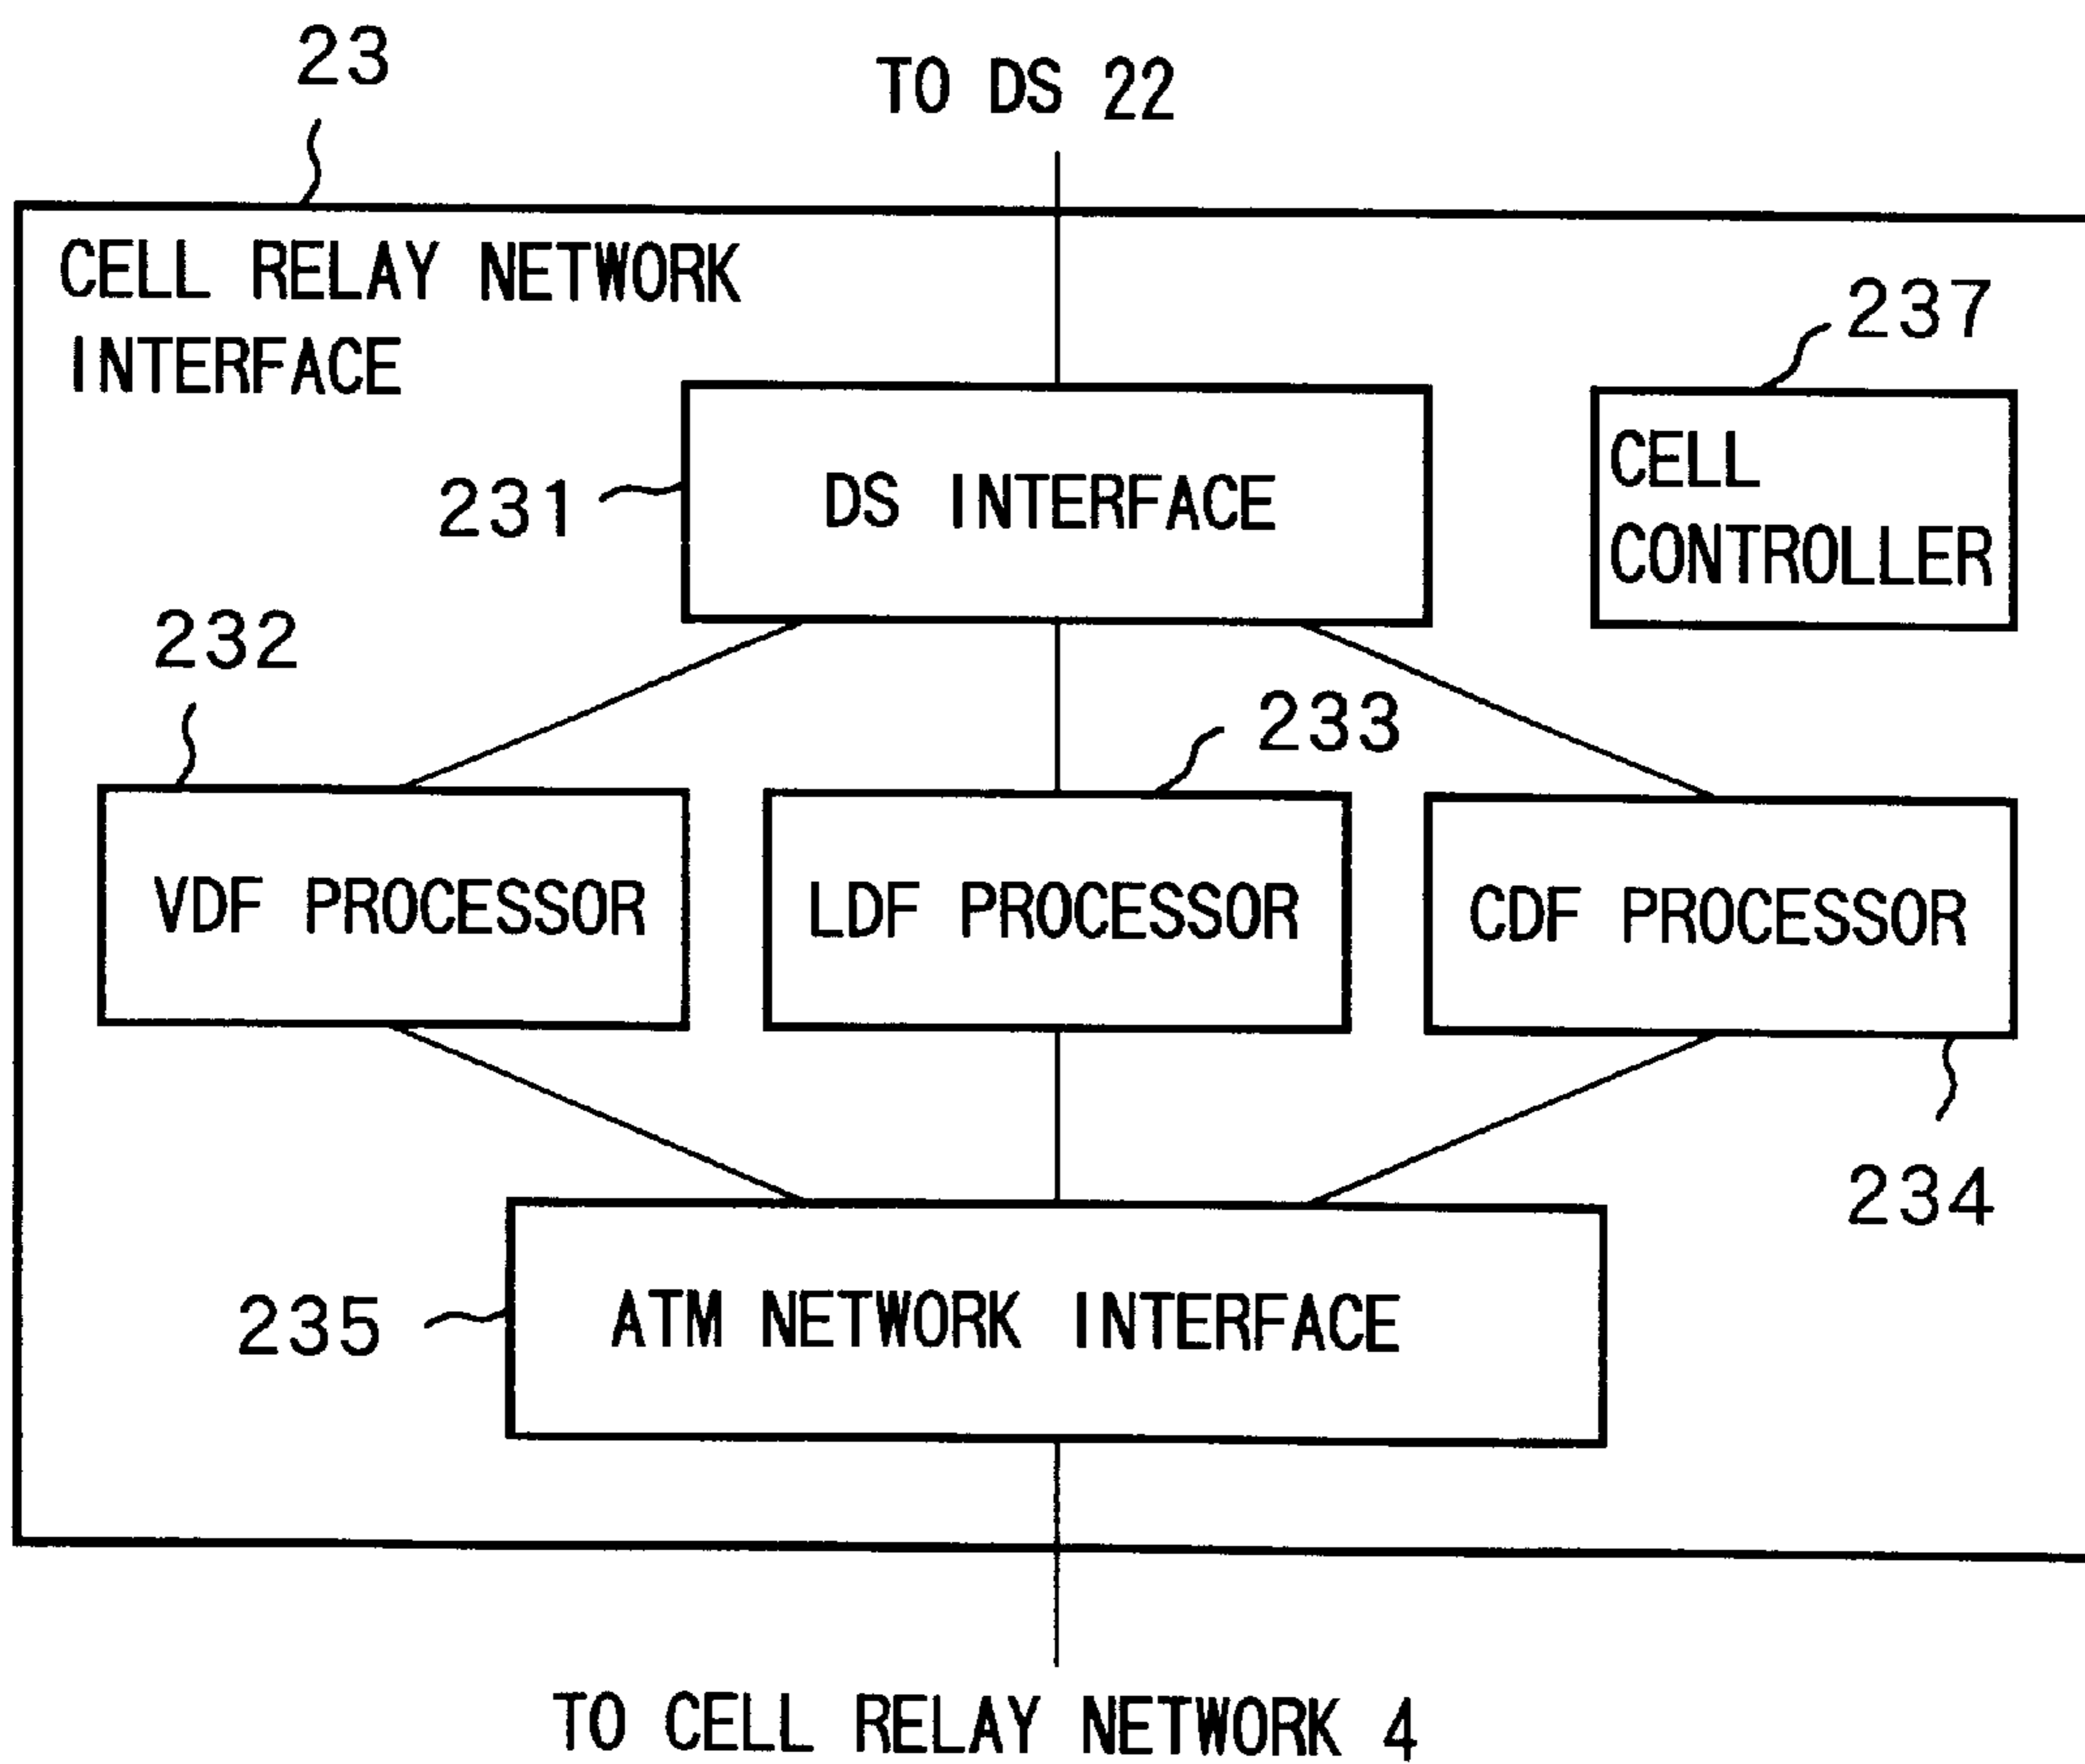 23
TO DS 22
CELL RELAY NETWORK
INTERFACE
237
CELL
CONTROLLER
231
DS INTERFACE
232
233
VDF PROCESSOR
LDF PROCESSOR
CDF PROCESSOR
234
235
ATM NETWORK INTERFACE
TO CELL RELAY NETWORK 4